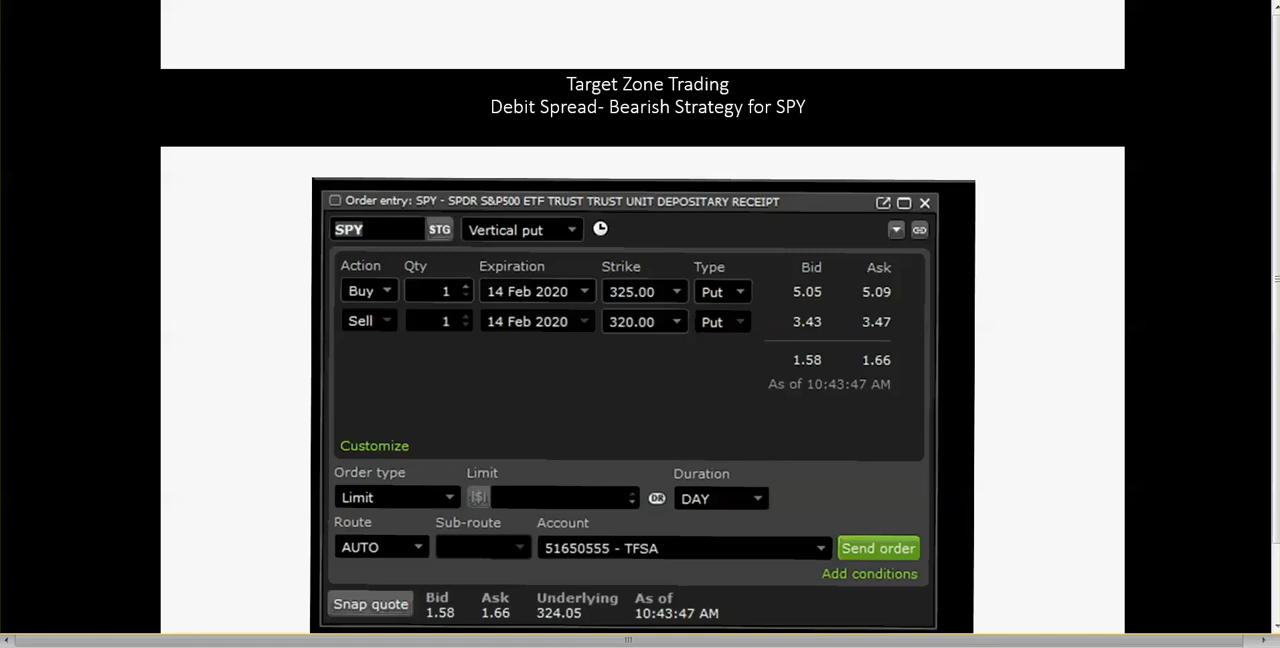 Target Zone Trading
Debit Spread- Bearish Strategy for SPY
Order entry: SPY - SPDR S&P500 ETF TRUST TRUST UNIT DEPOSITARY RECEIPT
SPY STG Vertical put
Action Qty Expiration Strike Type Bid Ask
Buy 1 14 Feb 2020 325.00 Put 5.05 5.09
Sell 1 14 Feb 2020 320.00 Put 3.43 3.47
1.58 1.66
As of 10:43:47 AM
Customize
Order type Limit Duration
Limit $ OR DAY
Route Sub-route Account
AUTO 51650555 - TFSA Send order
Add conditions
Snap quote Bid Ask Underlying As of
1.58 1.66 324.05 10:43:47 AM